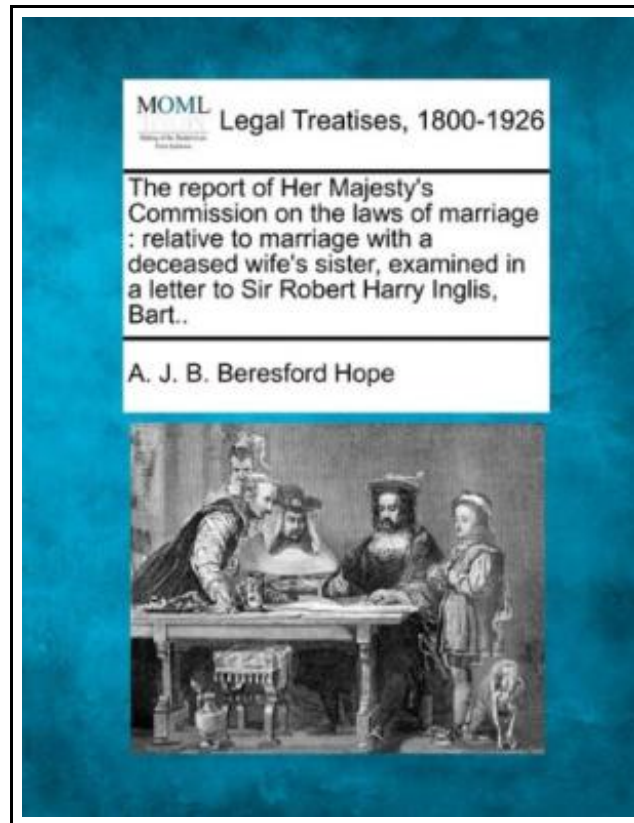 MOML
Legal Treatises, 1800-1926
The report of Her Majesty's
Commission on the laws of marriage
: relative to marriage with a
deceased wife's sister, examined in
a letter to Sir Robert Harry Inglis,
Bart..
A. J. B. Beresford Hope